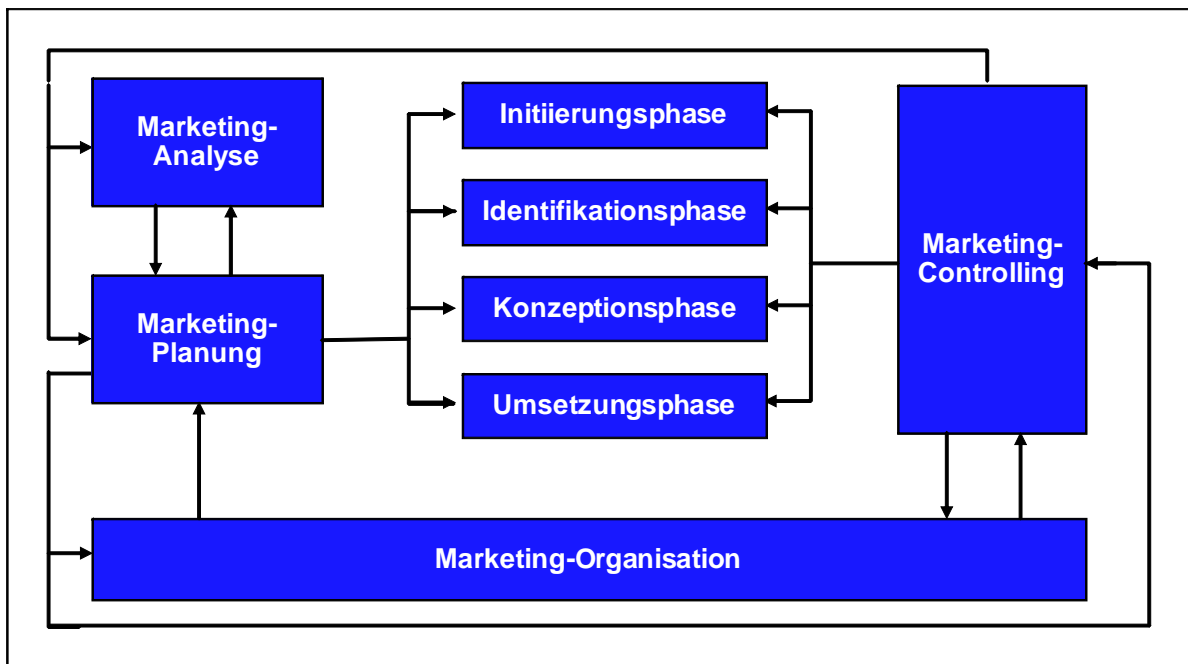 Marketing-
Analyse
Marketing-
Planung
Initiierungsphase
Identifikationsphase
Konzeptionsphase
Umsetzungsphase
Marketing-
Controlling
Marketing-Organisation